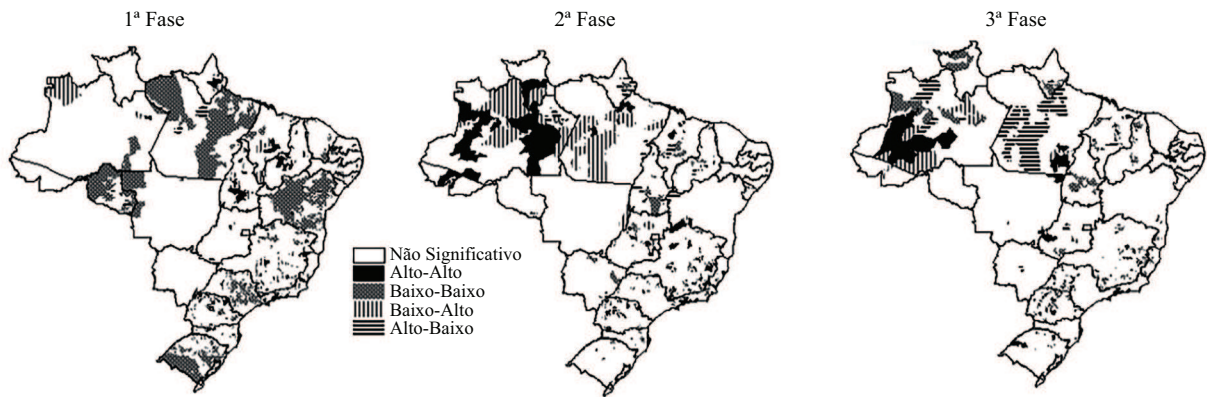 1ª Fase
2ª Fase
3ª Fase
Não Significativo
Alto-Alto
Baixo-Baixo
Baixo-Alto
Alto-Baixo